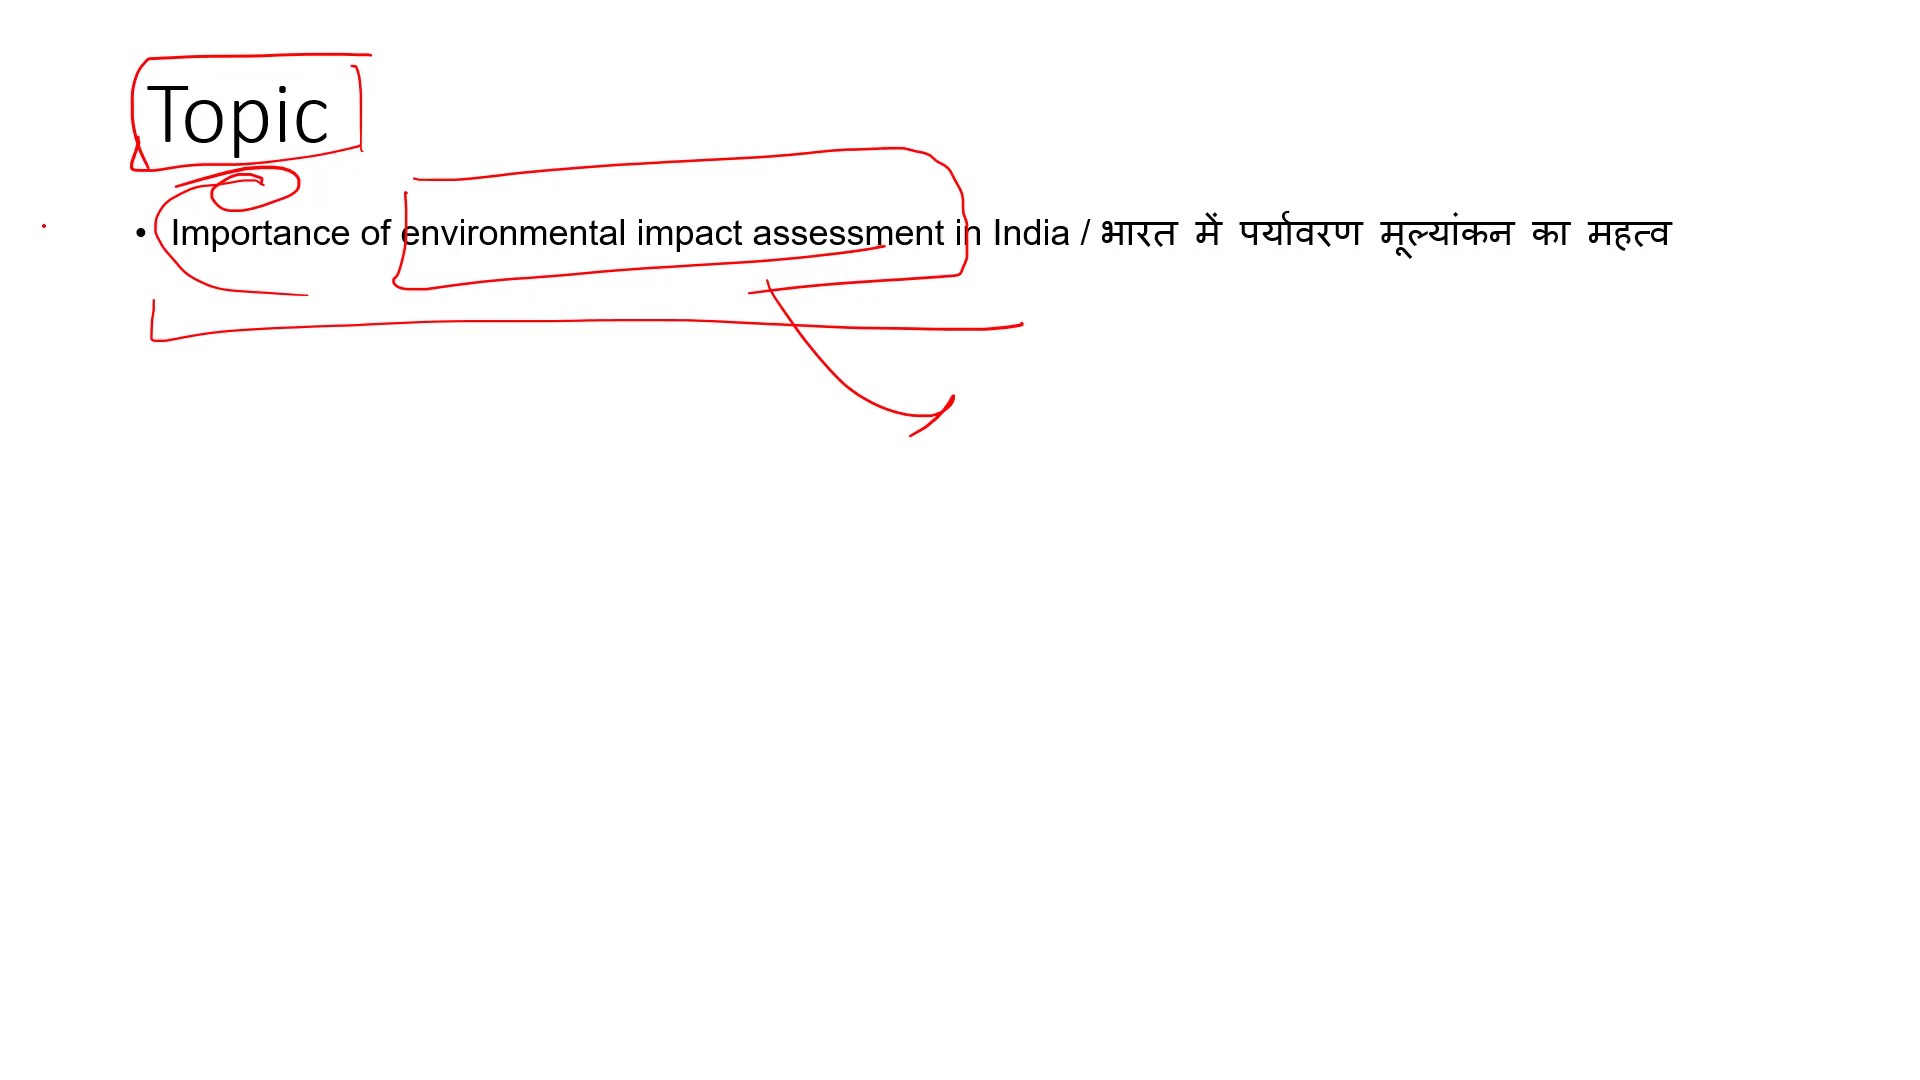 Topic
• Importance of environmental impact assessment in India / भारत में पर्यावरण मूल्यांकन का महत्व